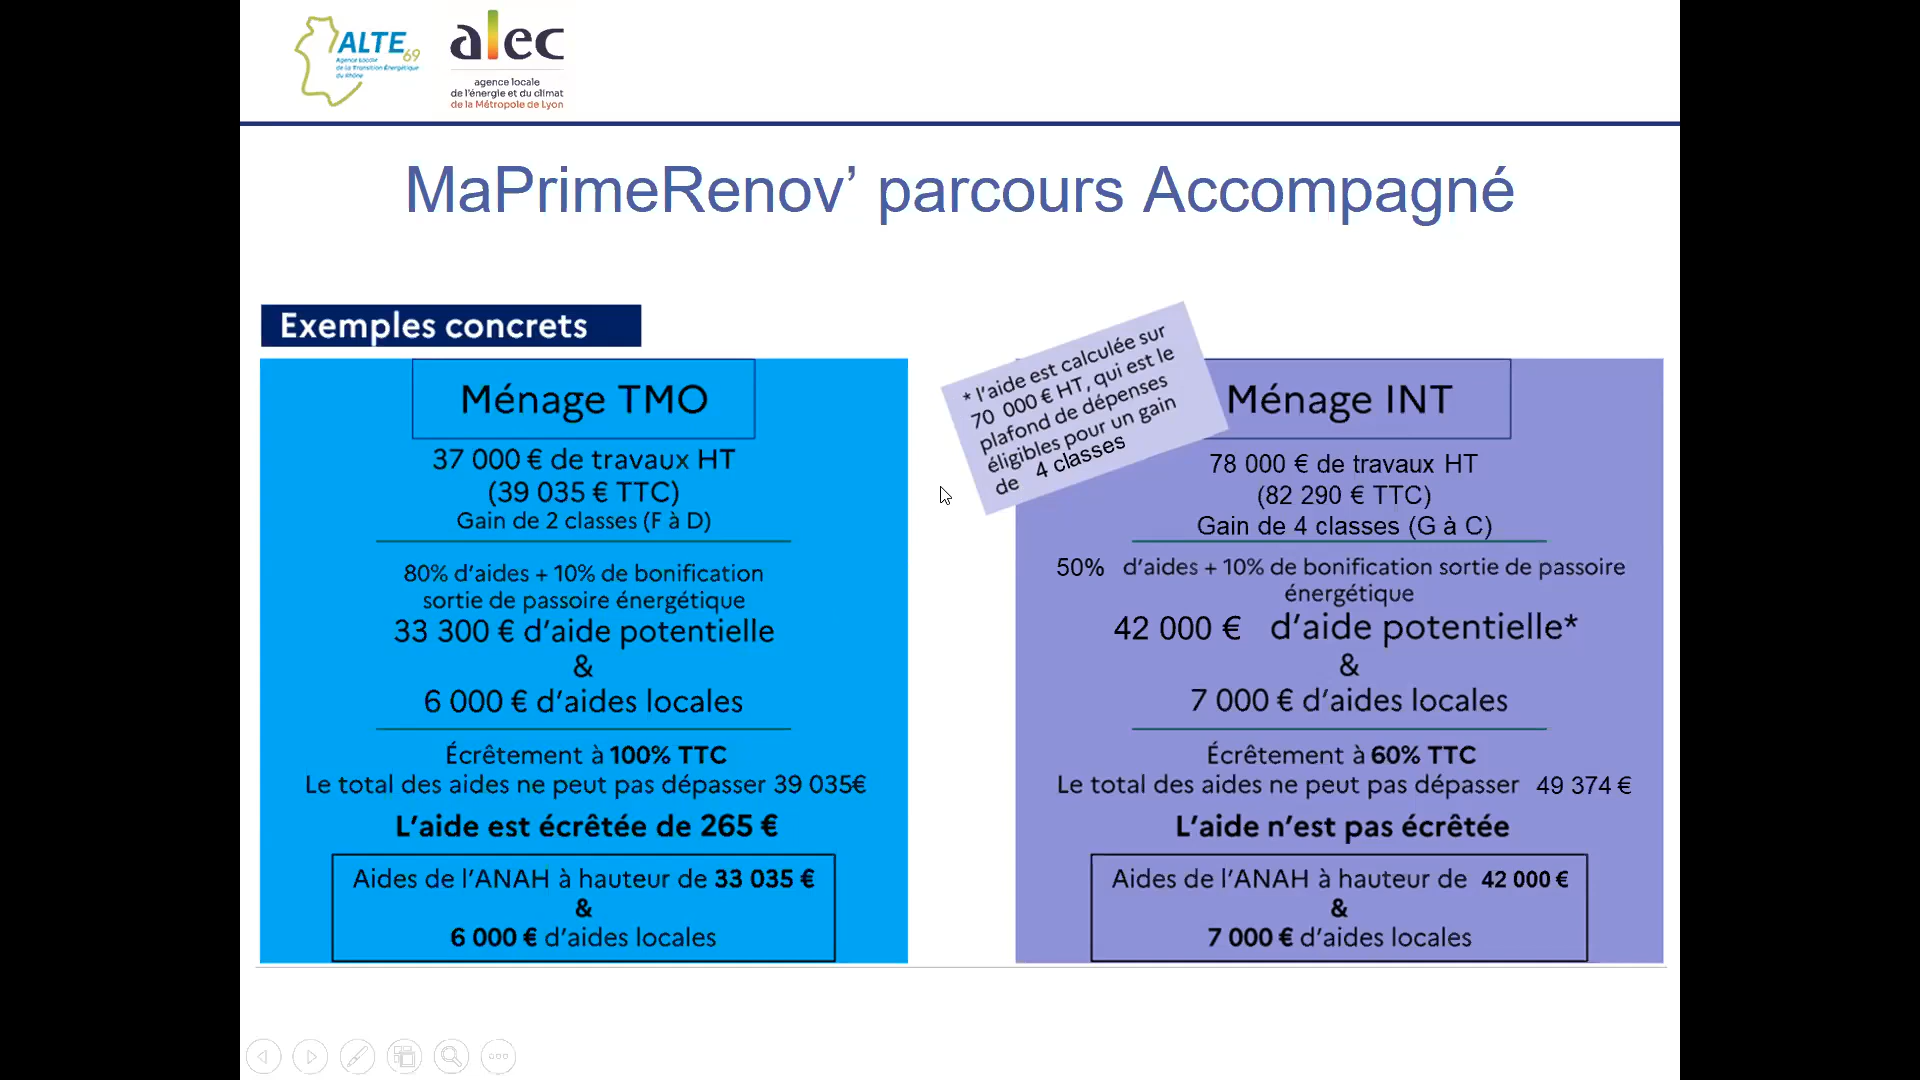 ALTE 69
Agence Locale
de la Transition Énergétique
du Rhône
alec
agence locale
de l'énergie et du climat
de la Métropole de Lyon
MaPrimeRenov’ parcours Accompagné
Exemples concrets
Ménage TMO
37 000 € de travaux HT
(39 035 € TTC)
Gain de 2 classes (F à D)
80% d’aides + 10% de bonification
sortie de passoire énergétique
33 300 € d’aide potentielle
&
6 000 € d’aides locales
Écrêtement à 100% TTC
Le total des aides ne peut pas dépasser 39 035€
L’aide est écrêtée de 265 €
Aides de l’ANAH à hauteur de 33 035 €
&
6 000 € d’aides locales
* l’aide est calculée sur
70 000 € HT, qui est le
plafond de dépenses
éligibles pour un gain
de 4 classes
Ménage INT
78 000 € de travaux HT
(82 290 € TTC)
Gain de 4 classes (G à C)
50% d’aides + 10% de bonification sortie de passoire
énergétique
42 000 € d’aide potentielle*
&
7 000 € d’aides locales
Écrêtement à 60% TTC
Le total des aides ne peut pas dépasser 49 374 €
L’aide n’est pas écrêtée
Aides de l’ANAH à hauteur de 42 000 €
&
7 000 € d’aides locales